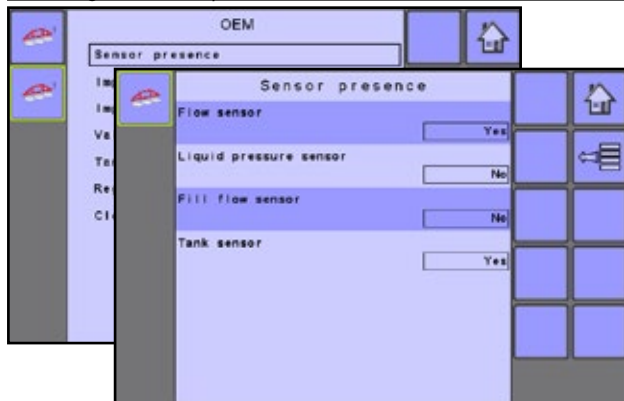 OEM
Sensor presence
Sensor presence
Flow sensor
Yes
Liquid pressure sensor
No
Fill flow sensor
No
Tank sensor
Yes